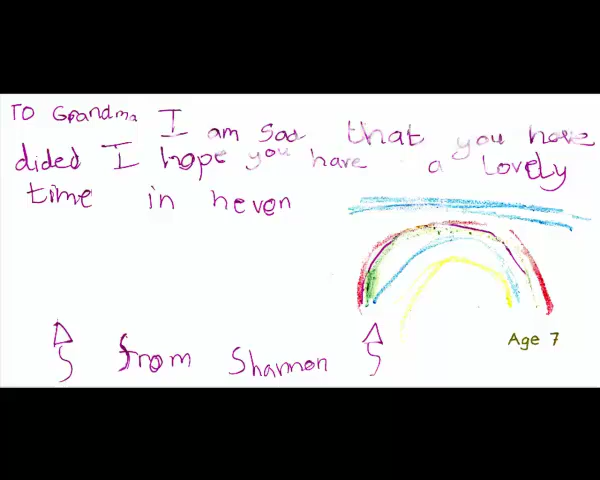 To Grandma I am sad that you have
dided I hope you have a lovely
time in heven
from Shannon
Age 7